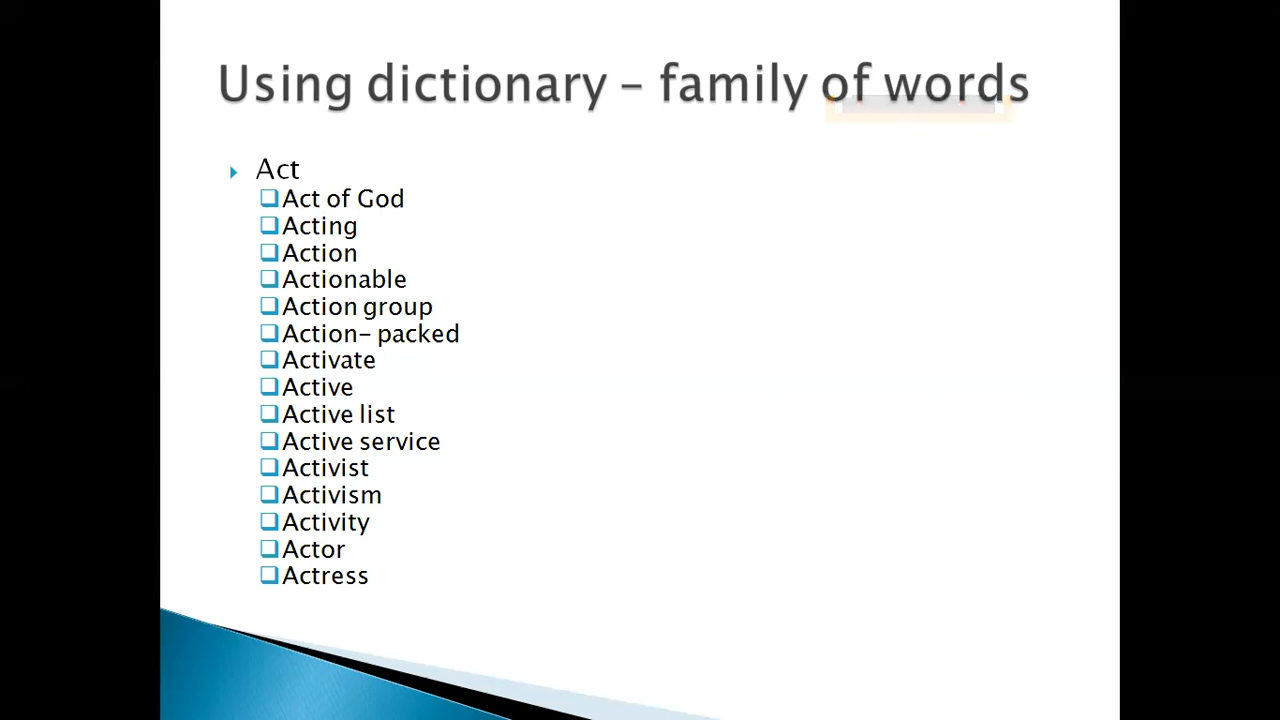 Using dictionary – family of words
Act
Act of God
Acting
Action
Actionable
Action group
Action- packed
Activate
Active
Active list
Active service
Activist
Activism
Activity
Actor
Actress